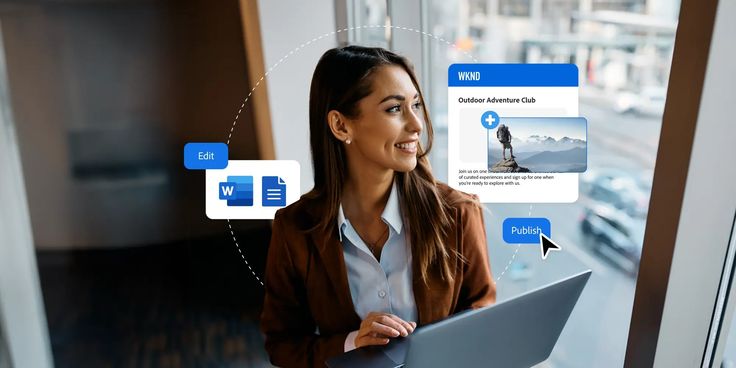 WKND
Outdoor Adventure Club
Edit
W
Join us on one of
of curated experiences and sign up for one when
you're ready to explore with us.
Publish